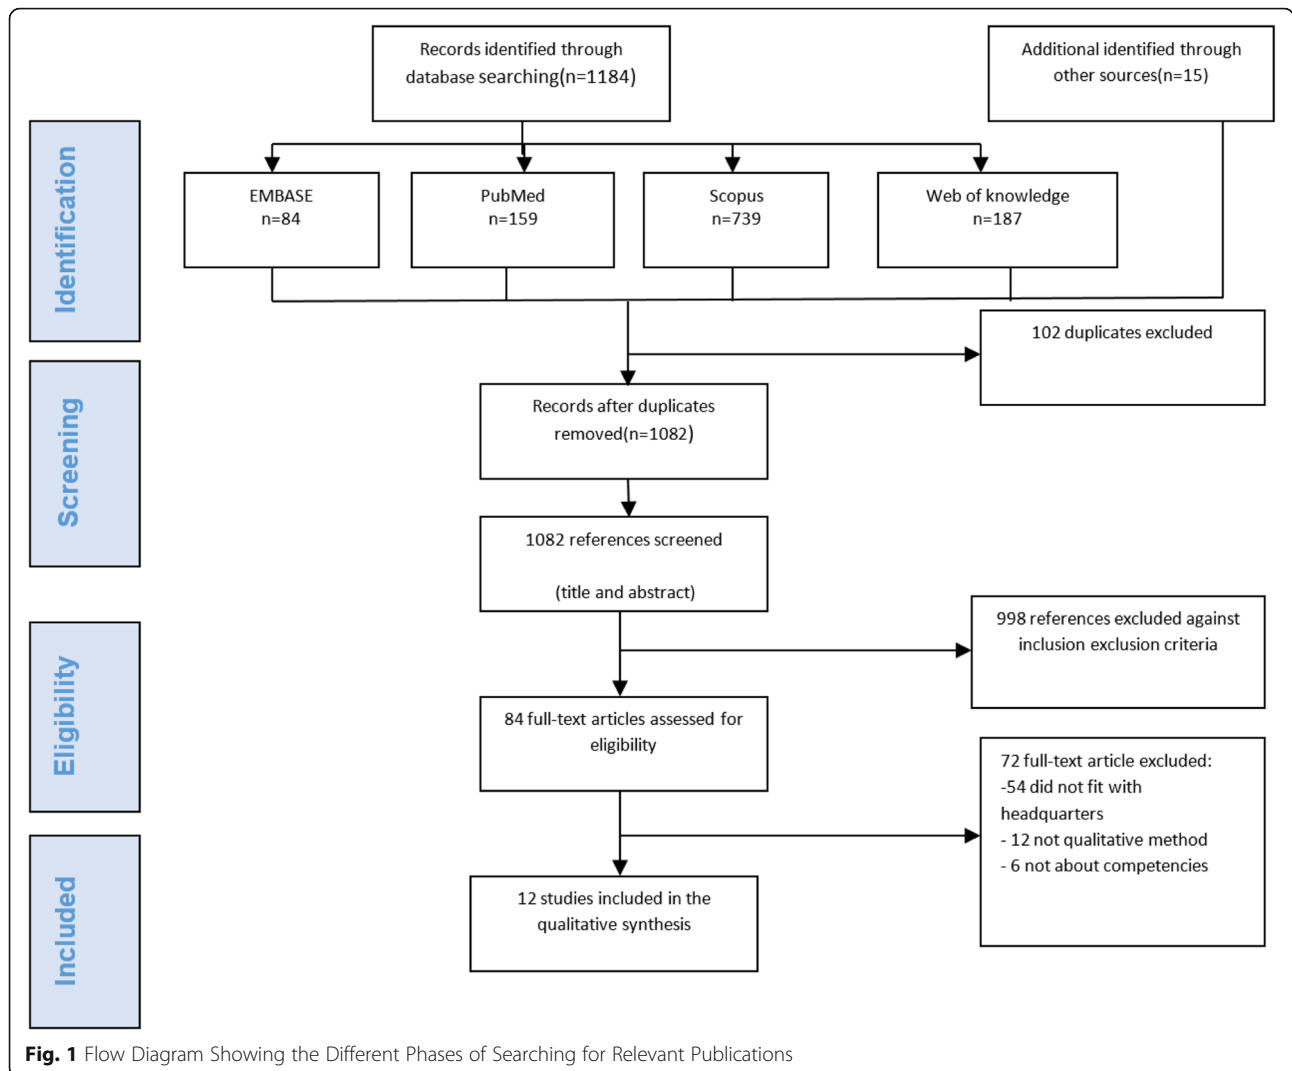 Records identified through
database searching(n=1184)
Additional identified through
other sources(n=15)
Identification
EMBASE
n=84
PubMed
n=159
Scopus
n=739
Web of knowledge
n=187
102 duplicates excluded
Screening
Records after duplicates
removed(n=1082)
1082 references screened
(title and abstract)
998 references excluded against
inclusion exclusion criteria
Eligibility
84 full-text articles assessed for
eligibility
72 full-text article excluded:
-54 did not fit with
headquarters
- 12 not qualitative method
- 6 not about competencies
Included
12 studies included in the
qualitative synthesis
Fig. 1 Flow Diagram Showing the Different Phases of Searching for Relevant Publications